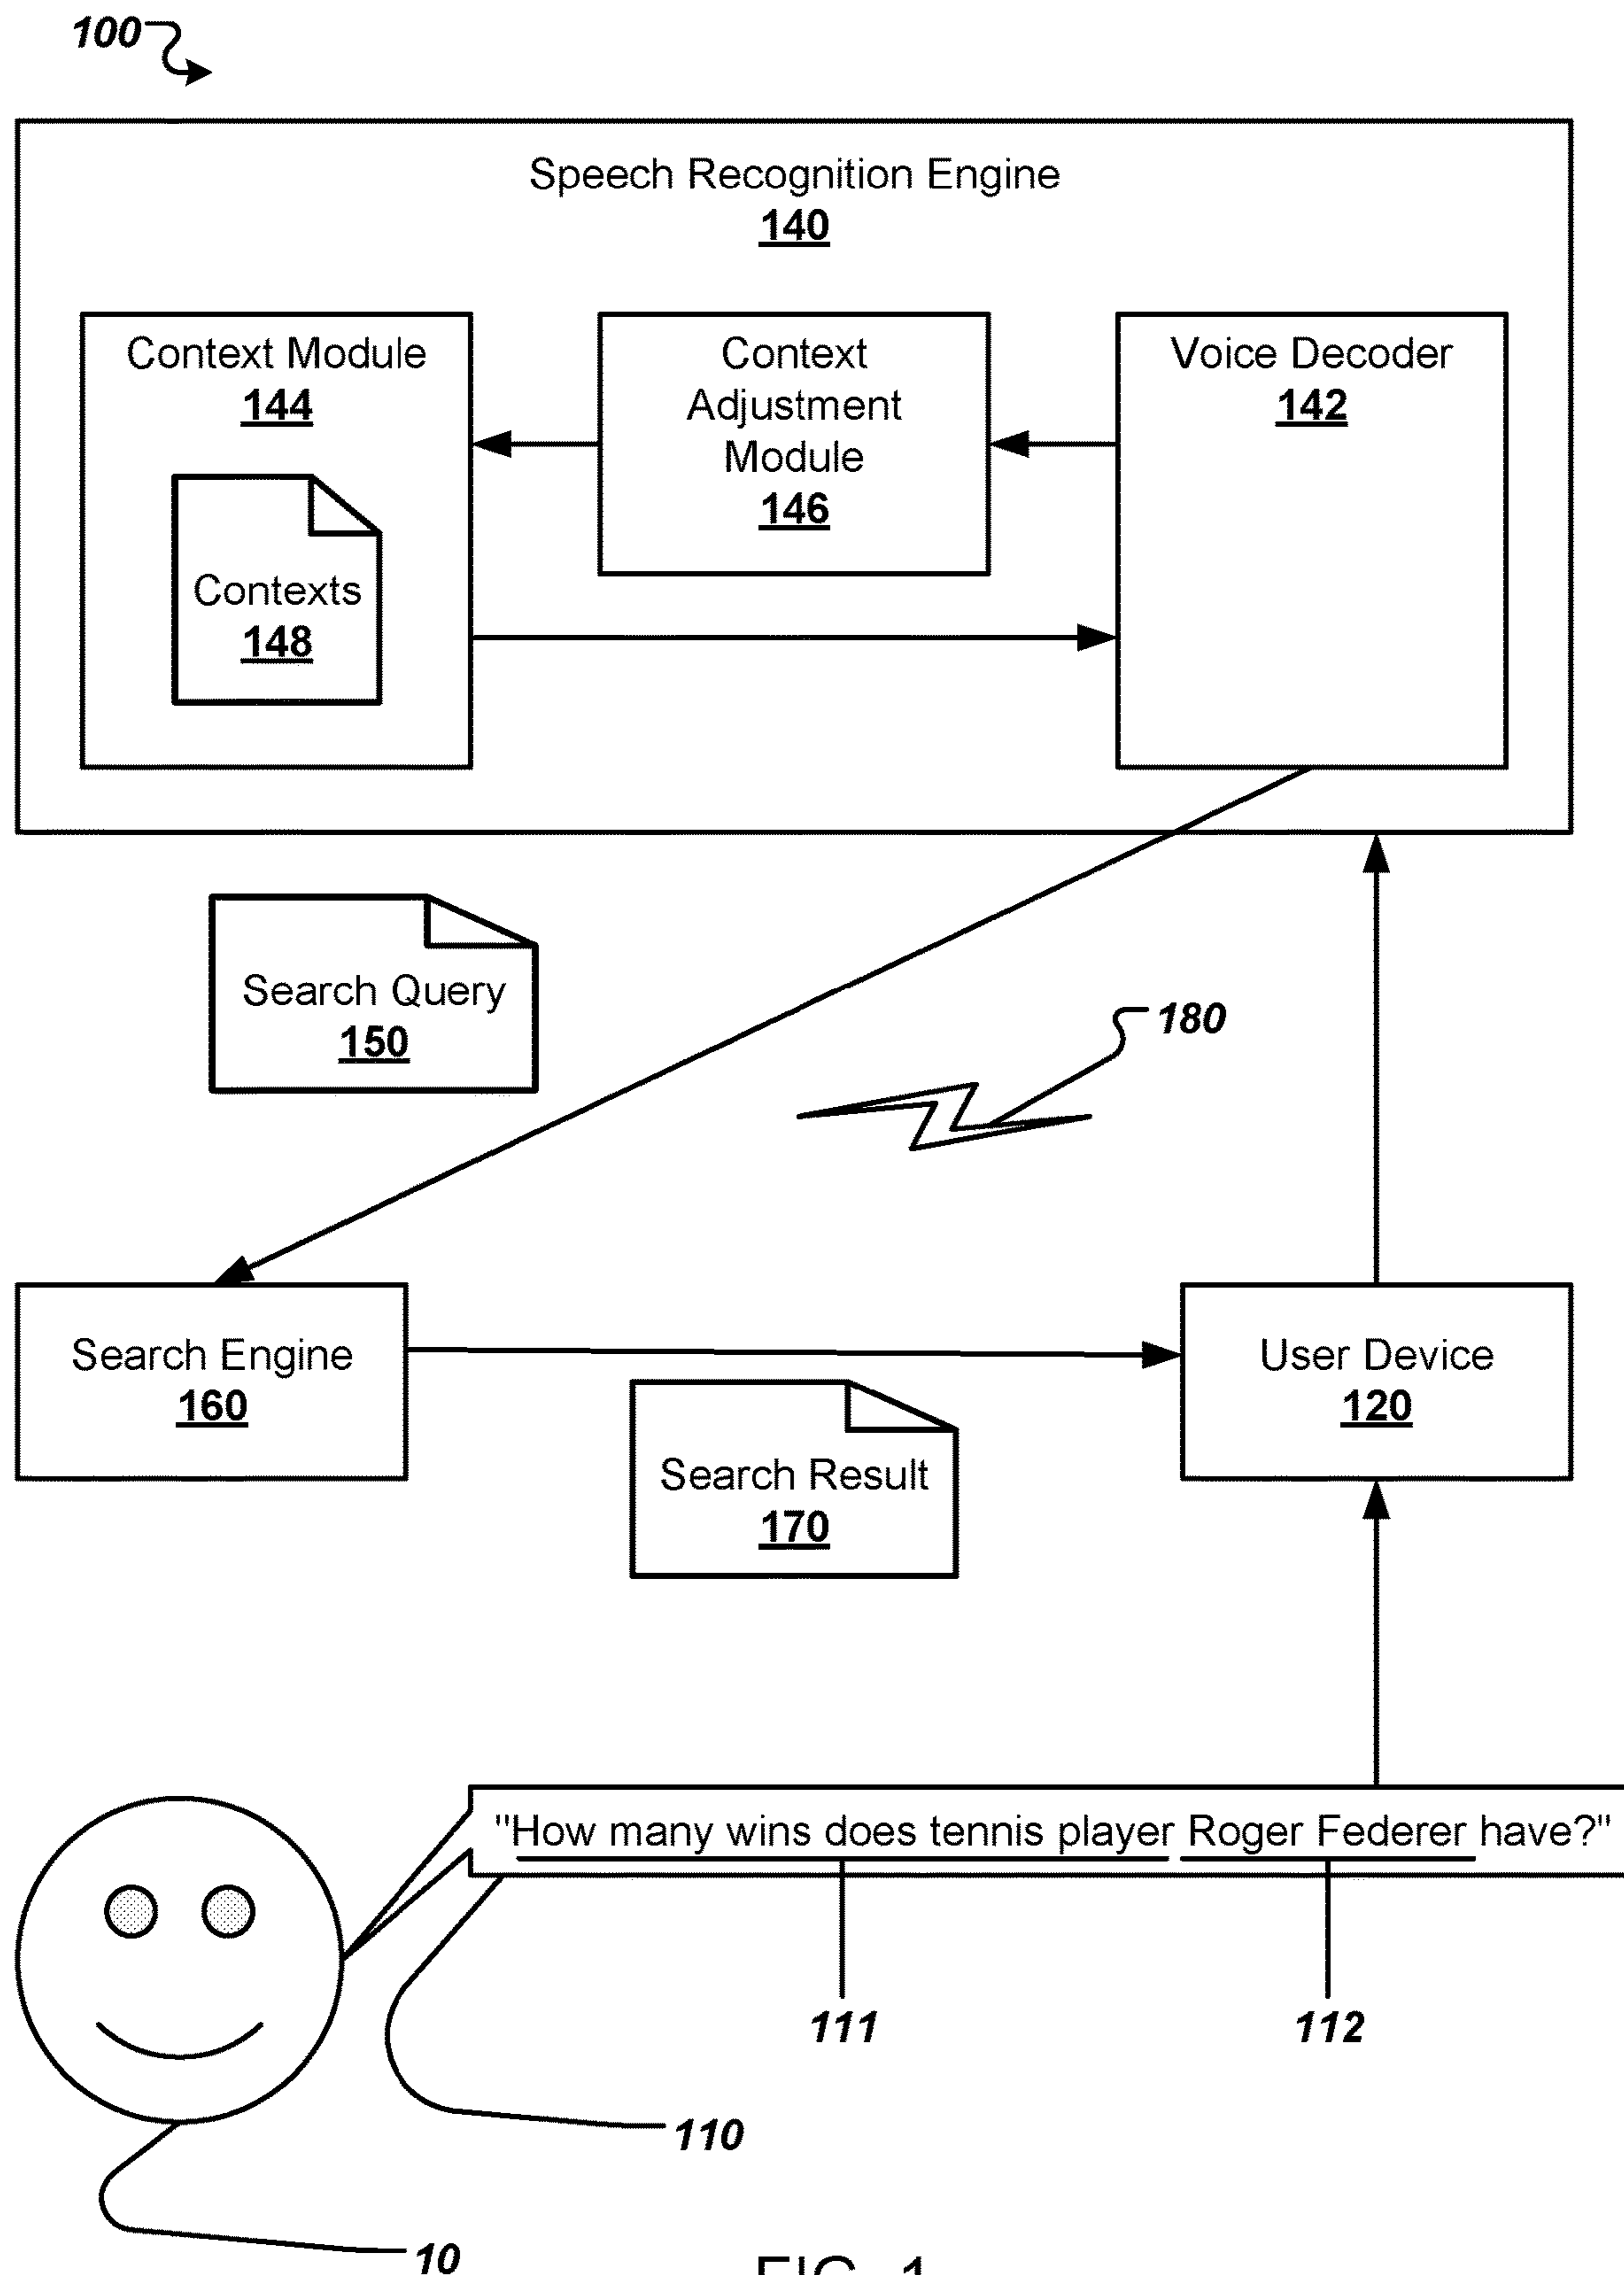 100
Speech Recognition Engine
140
Context Module
144
Contexts
148
Context
Adjustment
Module
146
Voice Decoder
142
Search Query
150
180
Search Engine
160
User Device
120
Search Result
170
"How many wins does tennis player Roger Federer have?"
111
112
110
10
FIG. 1